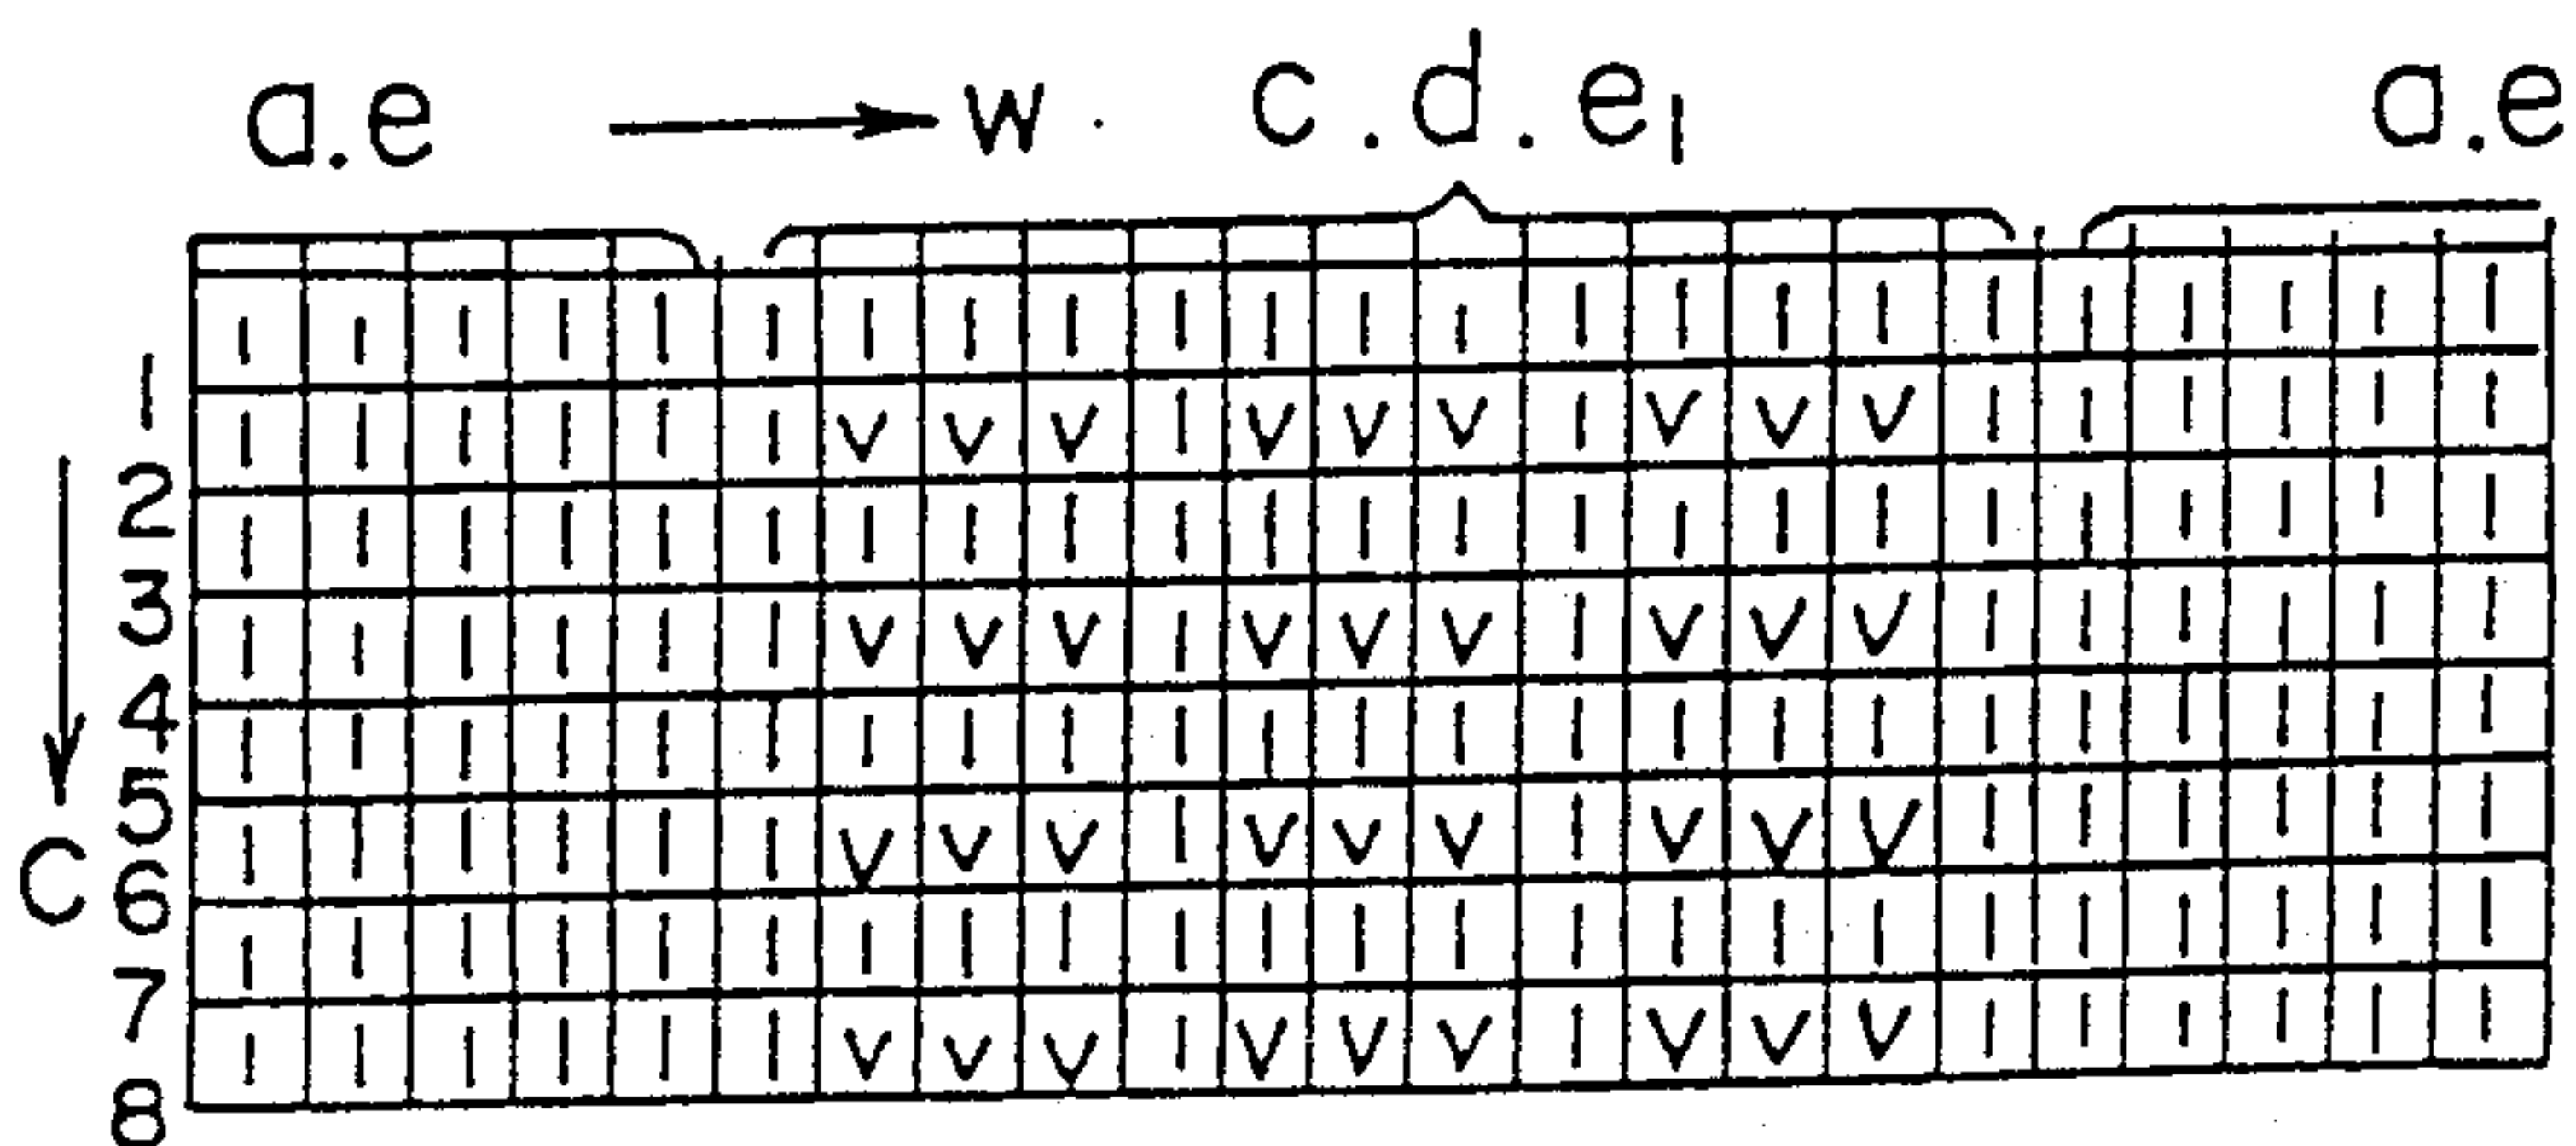 a.e → w. c.d.e₁ a.e
1 | | | | | | | | | | | | | | | | | | | | | | |
2 | | | | | | V V V | V V V | V V V | | | | | |
3 | | | | | | | | | | | | | | | | | | | | | | |
4 | | | | | | V V V | V V V | V V V | | | | | |
5 | | | | | | | | | | | | | | | | | | | | | | |
6 | | | | | | V V V | V V V | V V V | | | | | |
7 | | | | | | | | | | | | | | | | | | | | | | |
8 | | | | | | V V V | V V V | V V V | | | | | |
C